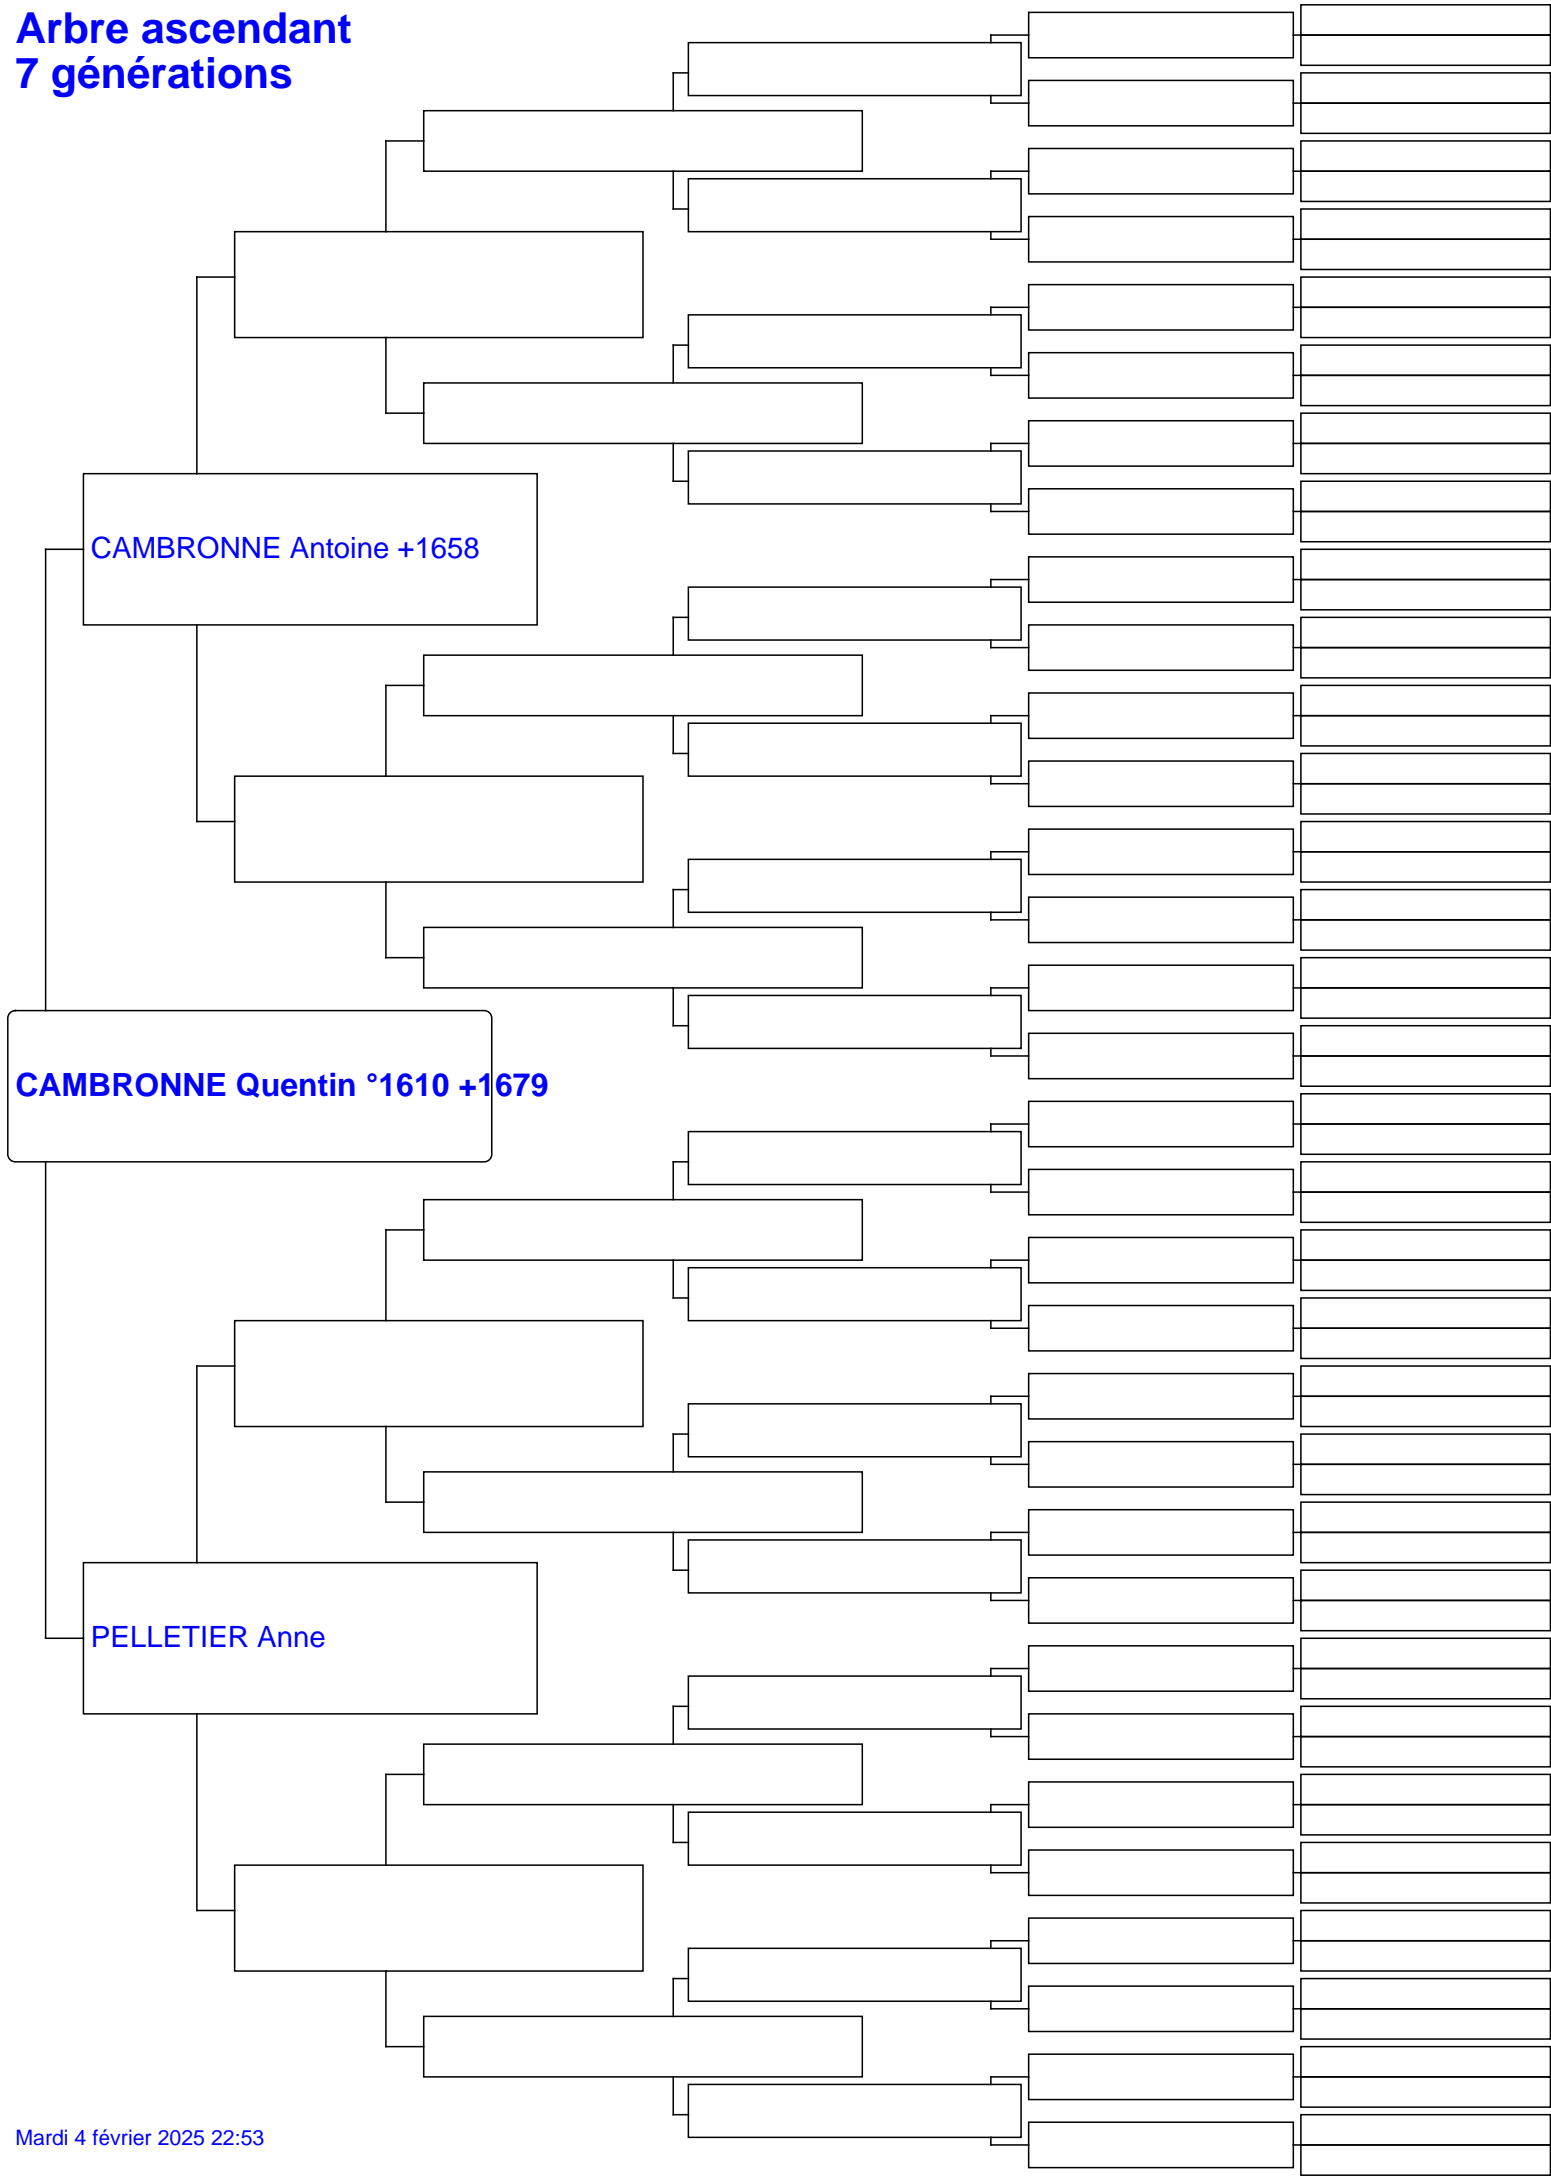 Arbre ascendant
7 générations
CAMBRONNE Antoine +1658
CAMBRONNE Quentin °1610 +1679
PELLETIER Anne
Mardi 4 février 2025 22:53